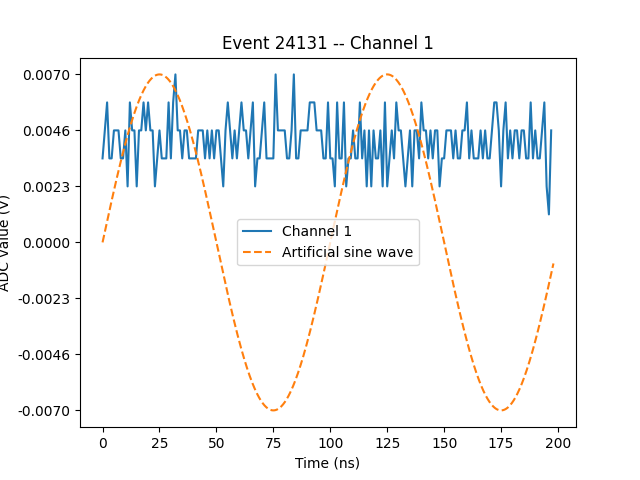 Event 24131 -- Channel 1
ADC Value (V)
0.0070
0.0046
0.0023
0.0000
-0.0023
-0.0046
-0.0070
Channel 1
Artificial sine wave
0 25 50 75 100 125 150 175 200
Time (ns)